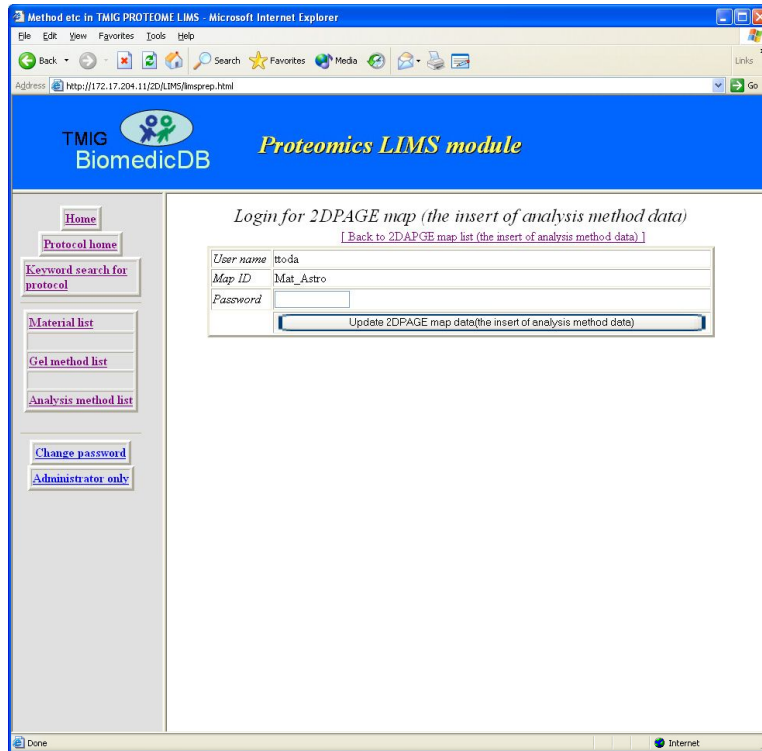 Method etc in TMIG PROTEOME LIMS - Microsoft Internet Explorer
File Edit View Favorites Tools Help
Back Search Favorites Media Links
Address http://172.17.204.11/2D/LIMS/limsprep.html Go
TMIG
BiomedicDB
Proteomics LIMS module
Home
Protocol home
Keyword search for
protocol
Material list
Gel method list
Analysis method list
Change password
Administrator only
Login for 2DPAGE map (the insert of analysis method data)
[ Back to 2DAPGE map list (the insert of analysis method data) ]
User name ttoda
Map ID Mat_Astro
Password
Update 2DPAGE map data(the insert of analysis method data)
Done Internet